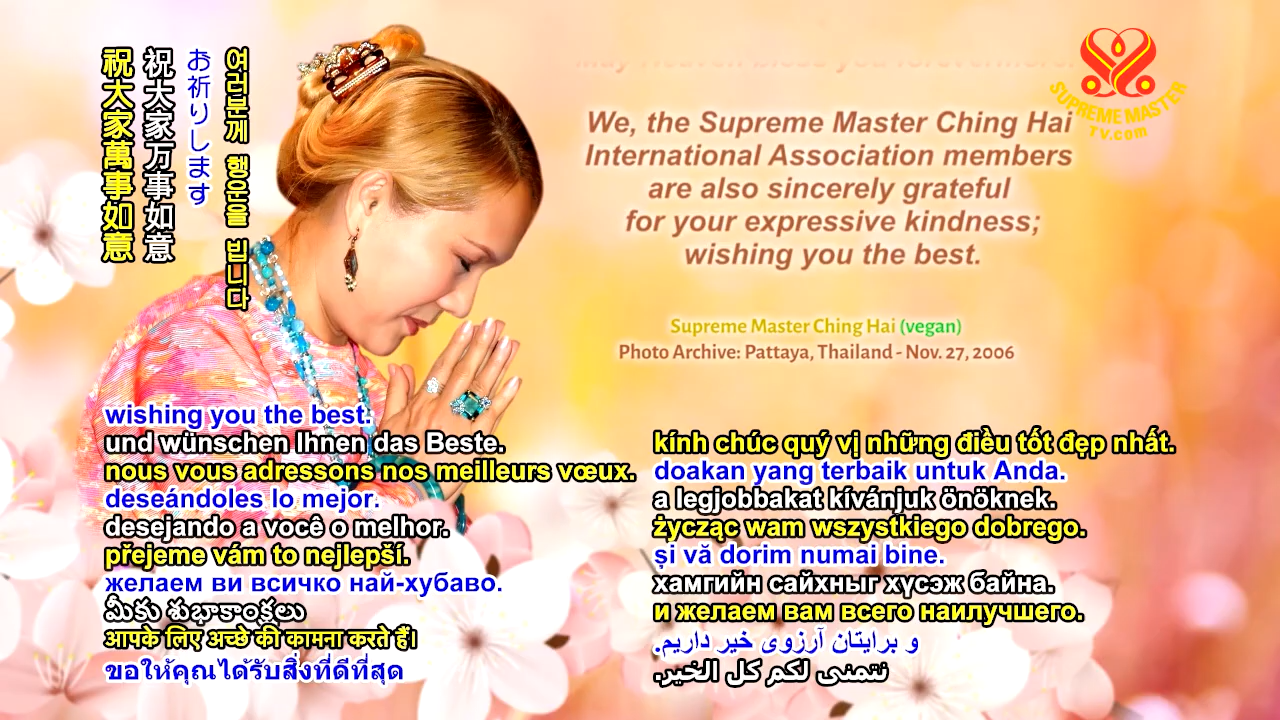 祝大家萬事如意
祝大家万事如意
お祈りします
여러분께 행운을 빕니다
May Heaven bless you forevermore.
We, the Supreme Master Ching Hai
International Association members
are also sincerely grateful
for your expressive kindness;
wishing you the best.
Supreme Master Ching Hai (vegan)
Photo Archive: Pattaya, Thailand - Nov. 27, 2006
SUPREME MASTER
TV.com
wishing you the best.
und wünschen Ihnen das Beste.
nous vous adressons nos meilleurs vœux.
deseándoles lo mejor.
desejando a você o melhor.
přejeme vám to nejlepší.
желаем ви всичко най-хубаво.
మీకు శుభాకాంక్షలు
आपके लिए अच्छे की कामना करते हैं।
ขอให้คุณได้รับสิ่งที่ดีที่สุด
kính chúc quý vị những điều tốt đẹp nhất.
doakan yang terbaik untuk Anda.
a legjobbakat kívánjuk önöknek.
życząc wam wszystkiego dobrego.
și vă dorim numai bine.
хамгийн сайхныг хүсэж байна.
и желаем вам всего наилучшего.
و برایتان آرزوی خیر داریم.
نتمنى لكم كل الخير.